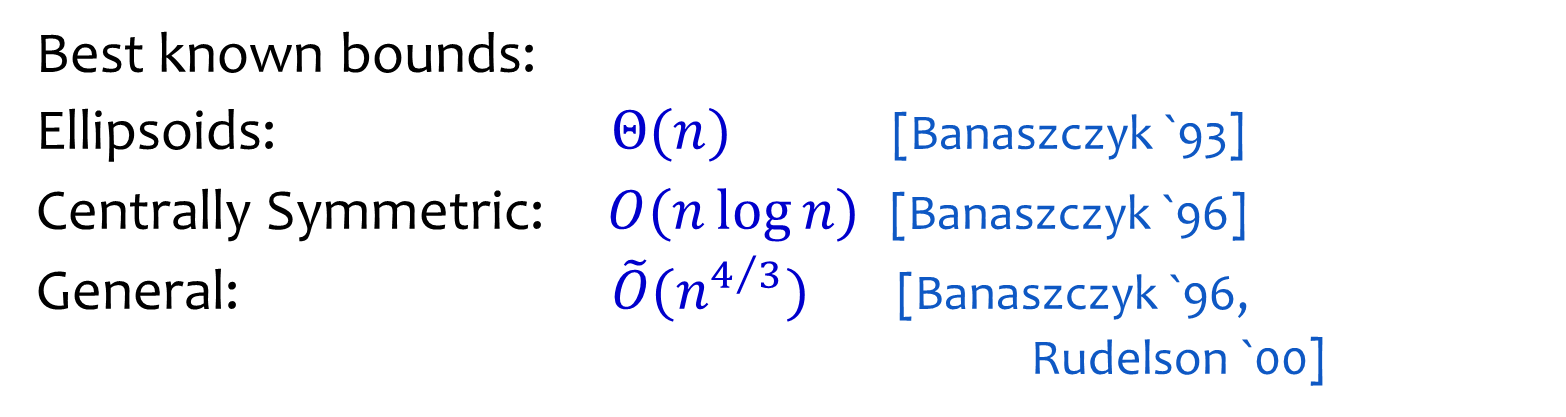 Best known bounds:
Ellipsoids: Θ(n) [Banaszczyk `93]
Centrally Symmetric: O(n log n) [Banaszczyk `96]
General: Õ(n^{4/3}) [Banaszczyk `96,
Rudelson `00]